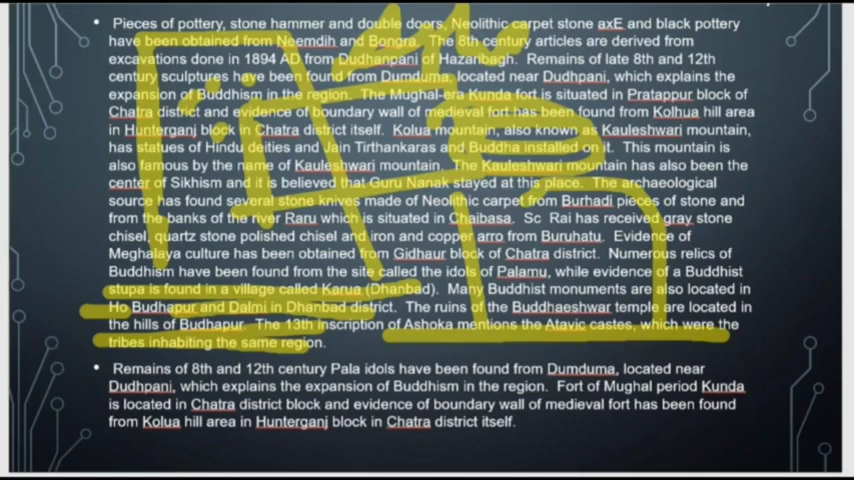 Pieces of pottery, stone hammer and double doors, Neolithic carpet stone axE and black pottery
have been obtained from Neemdih and Bongra. The 8th century articles are derived from
excavations done in 1894 AD from Dudhanpani of Hazaribagh. Remains of late 8th and 12th
century sculptures have been found from Dumduma, located near Dudhpani, which explains the
expansion of Buddhism in the region. The Mughal-era Kunda fort is situated in Pratappur block of
Chatra district and evidence of boundary wall of medieval fort has been found from Kolhua hill area
in Hunterganj block in Chatra district itself. Kolua mountain, also known as Kauleshwari mountain,
has statues of Hindu deities and Jain Tirthankaras and Buddha installed on it. This mountain is
also famous by the name of Kauleshwari mountain. The Kauleshwari mountain has also been the
center of Sikhism and it is believed that Guru Nanak stayed at this place. The archaeological
source has found several stone knives made of Neolithic carpet from Burhadi pieces of stone and
from the banks of the river Raru which is situated in Chaibasa. Sc Rai has received gray stone
chisel, quartz stone polished chisel and iron and copper arro from Buruhatu. Evidence of
Meghalaya culture has been obtained from Gidhaur block of Chatra district. Numerous relics of
Buddhism have been found from the site called the idols of Palamu, while evidence of a Buddhist
stupa is found in a village called Karua (Dhanbad). Many Buddhist monuments are also located in
Ho Budhapur and Dalmi in Dhanbad district. The ruins of the Buddhaeshwar temple are located in
the hills of Budhapur. The 13th inscription of Ashoka mentions the Atavic castes, which were the
tribes inhabiting the same region.
Remains of 8th and 12th century Pala idols have been found from Dumduma, located near
Dudhpani, which explains the expansion of Buddhism in the region. Fort of Mughal period Kunda
is located in Chatra district block and evidence of boundary wall of medieval fort has been found
from Kolua hill area in Hunterganj block in Chatra district itself.